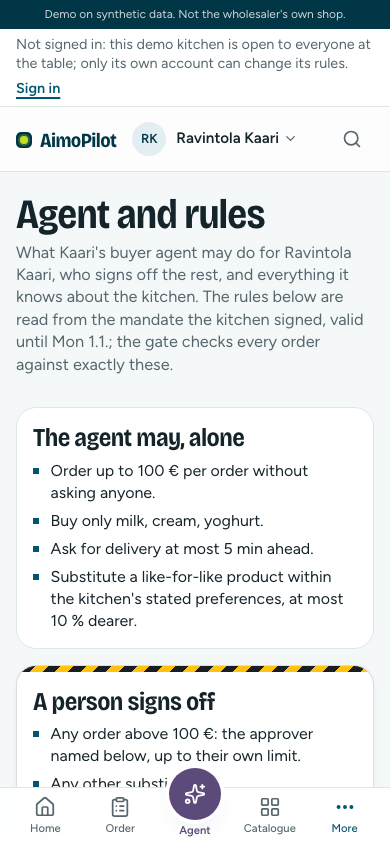 Demo on synthetic data. Not the wholesaler's own shop.
Not signed in: this demo kitchen is open to everyone at
the table; only its own account can change its rules.
Sign in
AimoPilot
RK
Ravintola Kaari
Agent and rules
What Kaari's buyer agent may do for Ravintola
Kaari, who signs off the rest, and everything it
knows about the kitchen. The rules below are
read from the mandate the kitchen signed, valid
until Mon 1.1.; the gate checks every order
against exactly these.
The agent may, alone
Order up to 100 € per order without
asking anyone.
Buy only milk, cream, yoghurt.
Ask for delivery at most 5 min ahead.
Substitute a like-for-like product within
the kitchen's stated preferences, at most
10 % dearer.
A person signs off
Any order above 100 €: the approver
named below, up to their own limit.
Any other
Home
Order
Agent
Catalogue
More